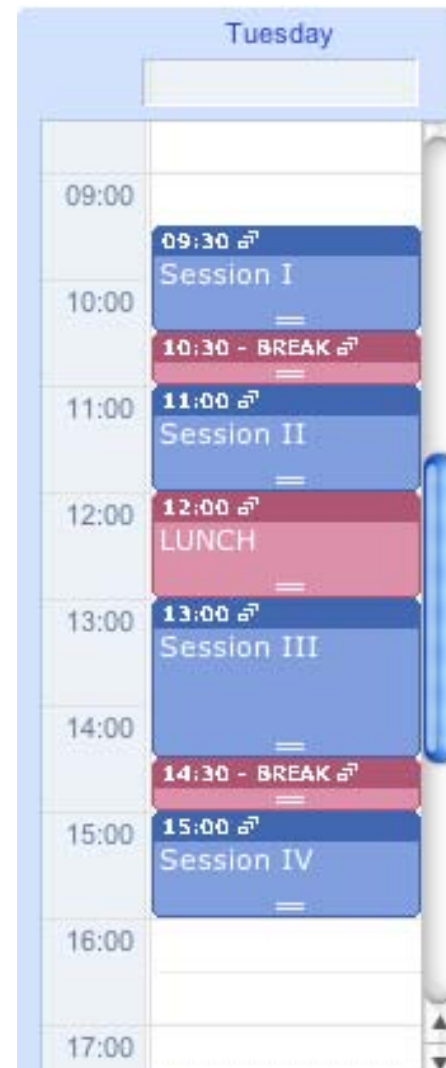 Tuesday
09:00
09:30
Session I
10:00
10:30 - BREAK
11:00
11:00
Session II
12:00
12:00
LUNCH
13:00
13:00
Session III
14:00
14:30 - BREAK
15:00
15:00
Session IV
16:00
17:00